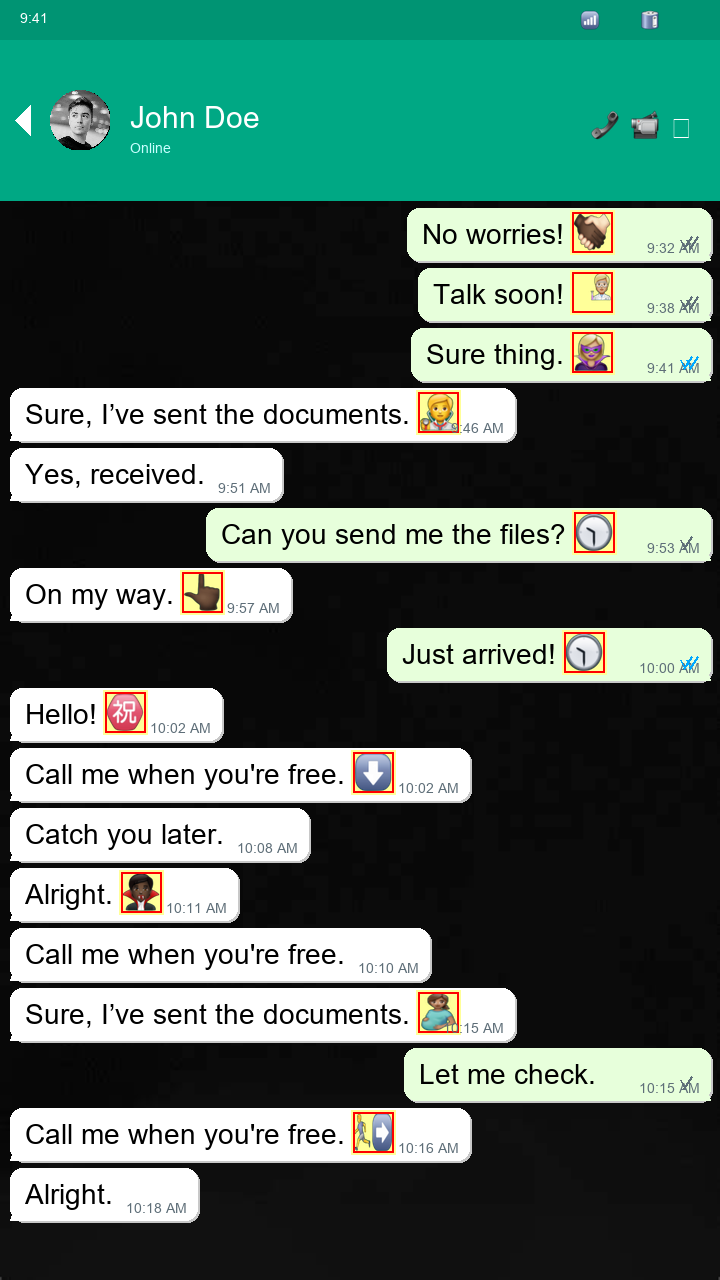 9:41
John Doe
Online
No worries! 🤝🏿 9:32 AM
Talk soon! 9:38 AM
Sure thing. 9:41 AM
Sure, I’ve sent the documents. 9:46 AM
Yes, received. 9:51 AM
Can you send me the files? 🕥 9:53 AM
On my way. 9:57 AM
Just arrived! 🕥 10:00 AM
Hello! ㊗️ 10:02 AM
Call me when you're free. ⬇️ 10:02 AM
Catch you later. 10:08 AM
Alright. 10:11 AM
Call me when you're free. 10:10 AM
Sure, I’ve sent the documents. 10:15 AM
Let me check. 10:15 AM
Call me when you're free. 10:16 AM
Alright. 10:18 AM